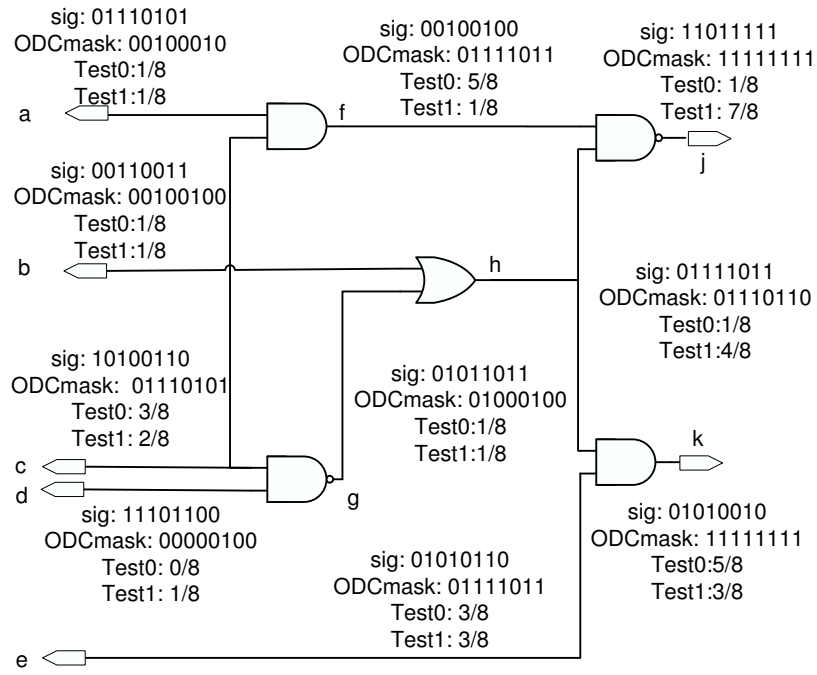 sig: 01110101
ODCmask: 00100010
Test0:1/8
Test1:1/8
a
sig: 00100100
ODCmask: 01111011
Test0: 5/8
Test1: 1/8
f
sig: 11011111
ODCmask: 11111111
Test0: 1/8
Test1: 7/8
j
sig: 00110011
ODCmask: 00100100
Test0:1/8
Test1:1/8
b
h
sig: 01111011
ODCmask: 01110110
Test0:1/8
Test1:4/8
sig: 10100110
ODCmask: 01110101
Test0: 3/8
Test1: 2/8
c
d
sig: 01011011
ODCmask: 01000100
Test0:1/8
Test1:1/8
g
k
sig: 11101100
ODCmask: 00000100
Test0: 0/8
Test1: 1/8
sig: 01010110
ODCmask: 01111011
Test0: 3/8
Test1: 3/8
sig: 01010010
ODCmask: 11111111
Test0:5/8
Test1:3/8
e